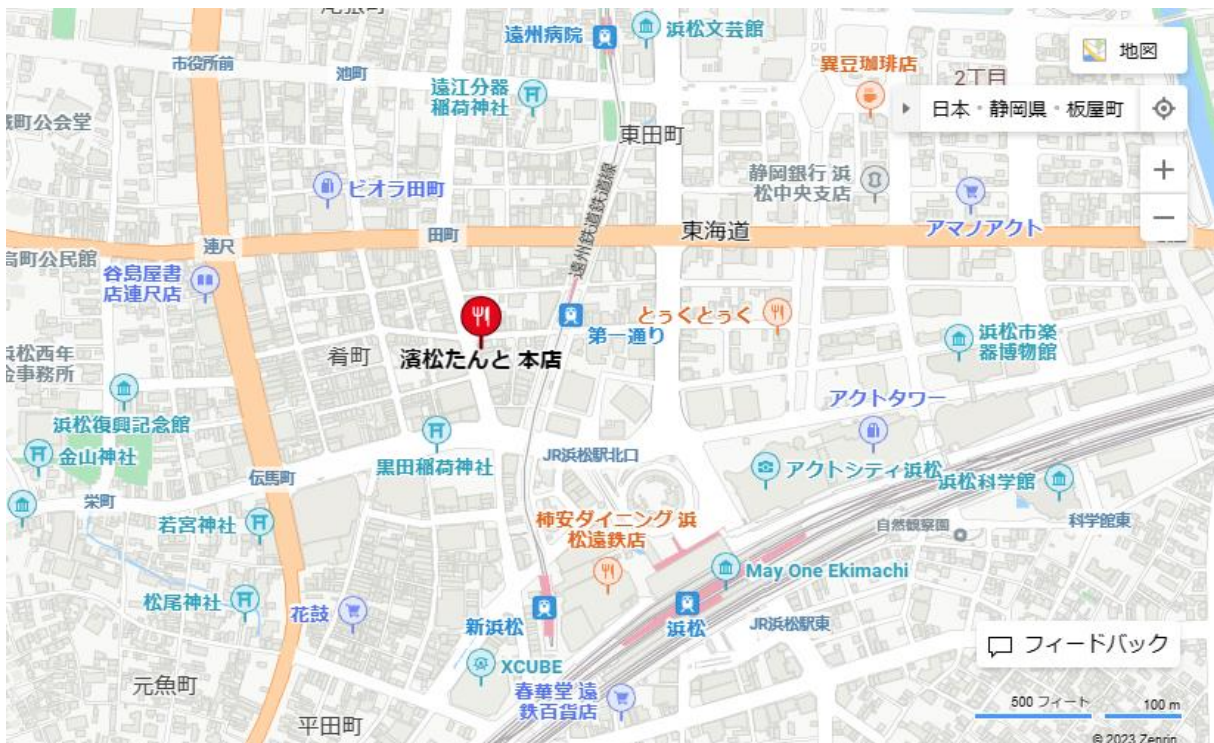 遠州病院
浜松文芸館
地図
市役所前
池町
遠江分器
稲荷神社
異豆珈琲店
2丁目
日本・静岡県・板屋町
町公会堂
東田町
静岡銀行 浜
松中央支店
ビオラ田町
遠州鉄道鉄道線
アマノアクト
連尺
田町
東海道
町公民館
谷島屋書
店連尺店
第一通り
とぅくとぅく
浜松市楽
器博物館
肴町
濱松たんと 本店
浜松復興記念館
アクトタワー
金山神社
黒田稲荷神社
JR浜松駅北口
アクトシティ浜松
浜松科学館
伝馬町
栄町
若宮神社
柿安ダイニング 浜
松遠鉄店
自然観察園
科学館東
May One Ekimachi
松尾神社
花鼓
新浜松
浜松
JR浜松駅東
フィードバック
XCUBE
元魚町
春華堂 遠
鉄百貨店
平田町
500 フィート
100 m
© 2023 Zenrin